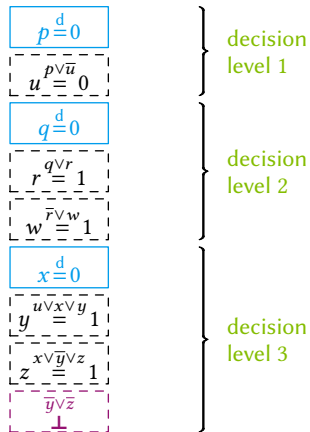 p d= 0
decision
level 1
u p∨u̅= 0
q d= 0
decision
level 2
r q∨r= 1
w r̅∨w= 1
x d= 0
y u∨x∨y= 1
decision
level 3
z x∨y̅∨z= 1
y̅∨z̅
⊥